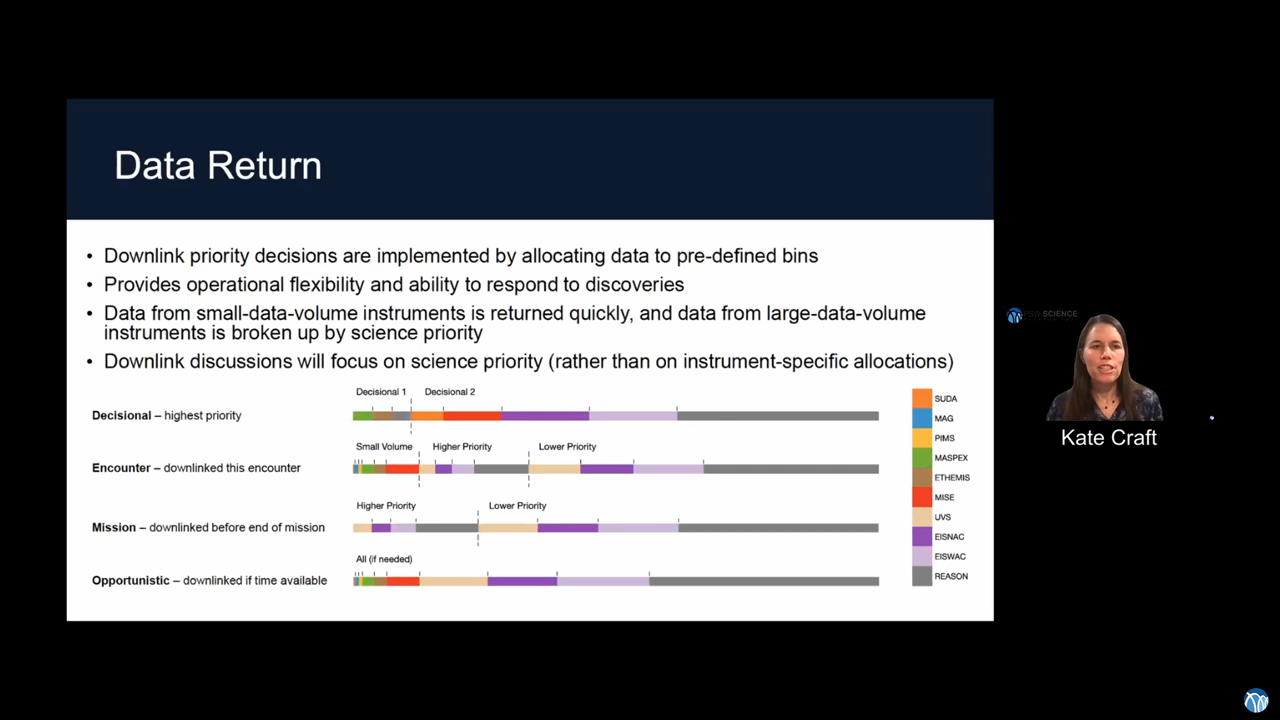 Data Return
• Downlink priority decisions are implemented by allocating data to pre-defined bins
• Provides operational flexibility and ability to respond to discoveries
• Data from small-data-volume instruments is returned quickly, and data from large-data-volume
instruments is broken up by science priority
• Downlink discussions will focus on science priority (rather than on instrument-specific allocations)
Decisional 1 Decisional 2
Decisional – highest priority
Small Volume Higher Priority Lower Priority
Encounter – downlinked this encounter
Higher Priority Lower Priority
Mission – downlinked before end of mission
All (if needed)
Opportunistic – downlinked if time available
SUDA
MAG
PIMS
MASPEX
ETHEMIS
MISE
UVS
EISNAC
EISWAC
REASON
PSW SCIENCE
Kate Craft